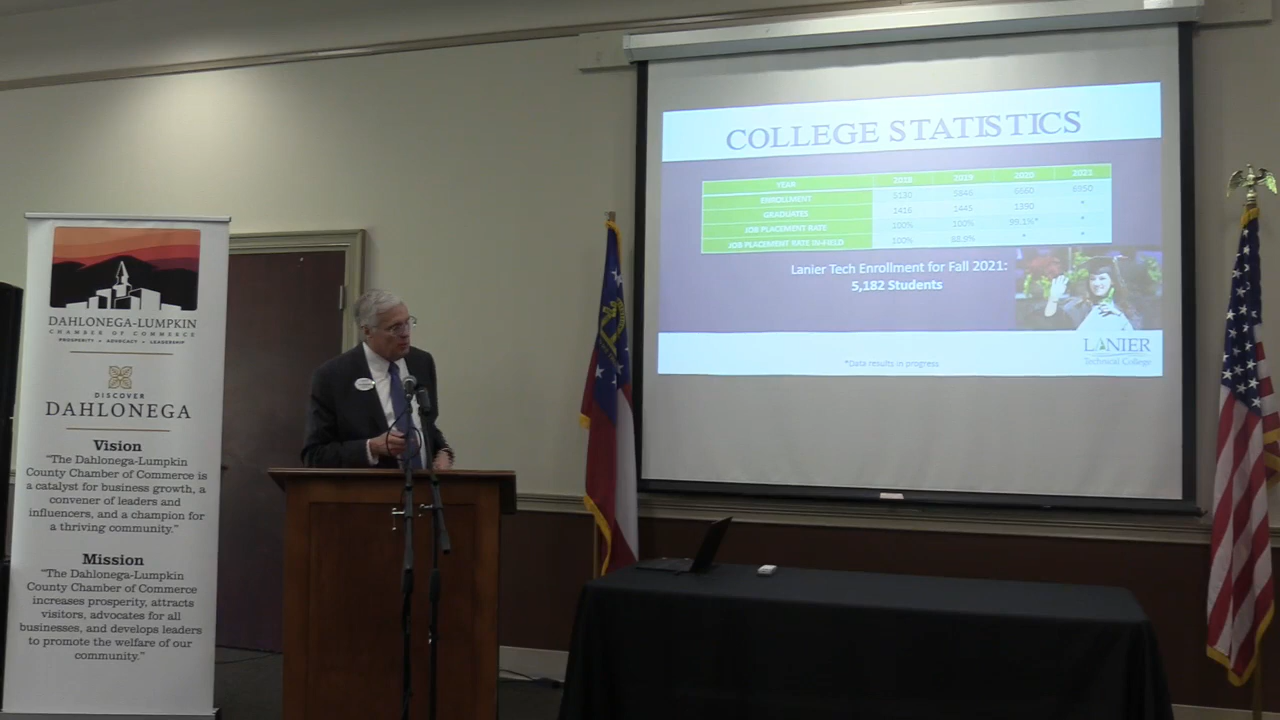 DAHLONEGA-LUMPKIN
CHAMBER OF COMMERCE
PROSPERITY • ADVOCACY • LEADERSHIP
DISCOVER
DAHLONEGA
Vision
"The Dahlonega-Lumpkin
County Chamber of Commerce is
a catalyst for business growth, a
convener of leaders and
influencers, and a champion for
a thriving community."
Mission
"The Dahlonega-Lumpkin
County Chamber of Commerce
increases prosperity, attracts
visitors, advocates for all
businesses, and develops leaders
to promote the welfare of our
community."
COLLEGE STATISTICS
YEAR 2018 2019 2020 2021
ENROLLMENT 5130 5848 6660 6950
GRADUATES 1416 1445 1390 *
JOB PLACEMENT RATE 100% 100% 99.1%* *
JOB PLACEMENT RATE IN-FIELD 100% * *
Lanier Tech Enrollment for Fall 2021:
5,182 Students
*Data results in progress
LANIER
Technical College